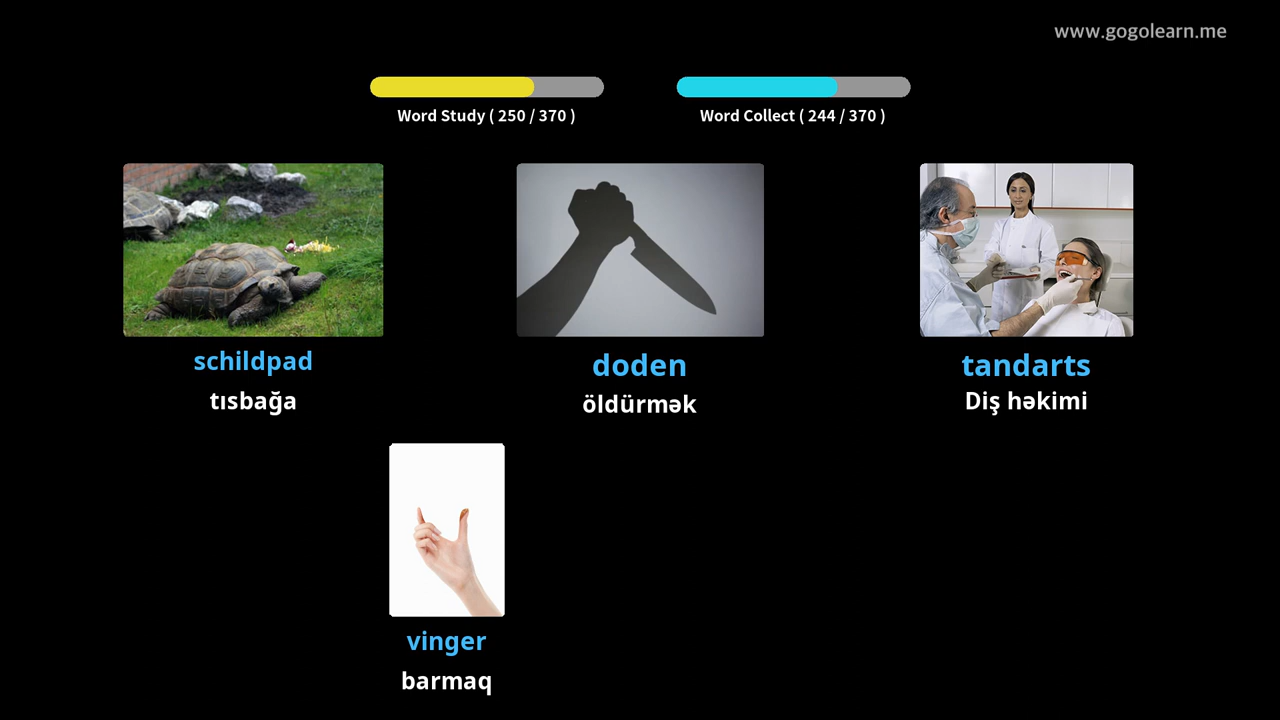 www.gogolearn.me
Word Study ( 250 / 370 )
Word Collect ( 244 / 370 )
schildpad
tısbağa
doden
öldürmək
tandarts
Diş həkimi
vinger
barmaq